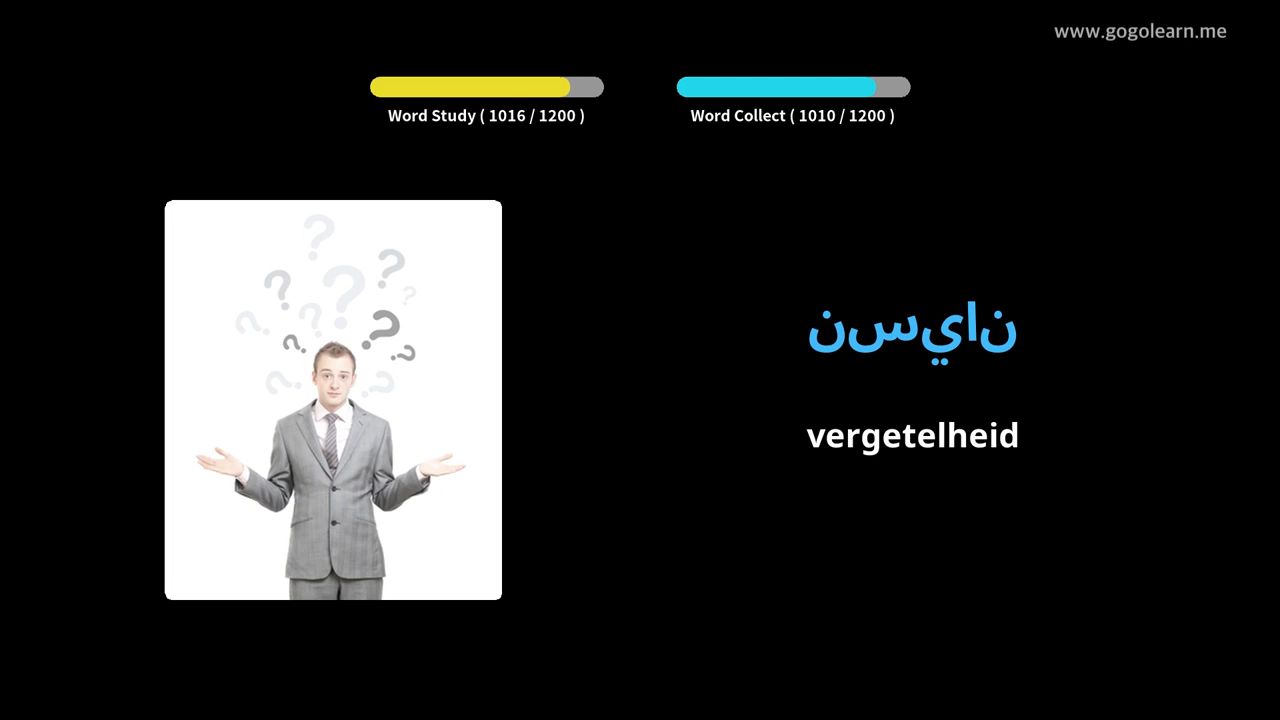 www.gogolearn.me
Word Study ( 1016 / 1200 )
Word Collect ( 1010 / 1200 )
نسيان
vergetelheid